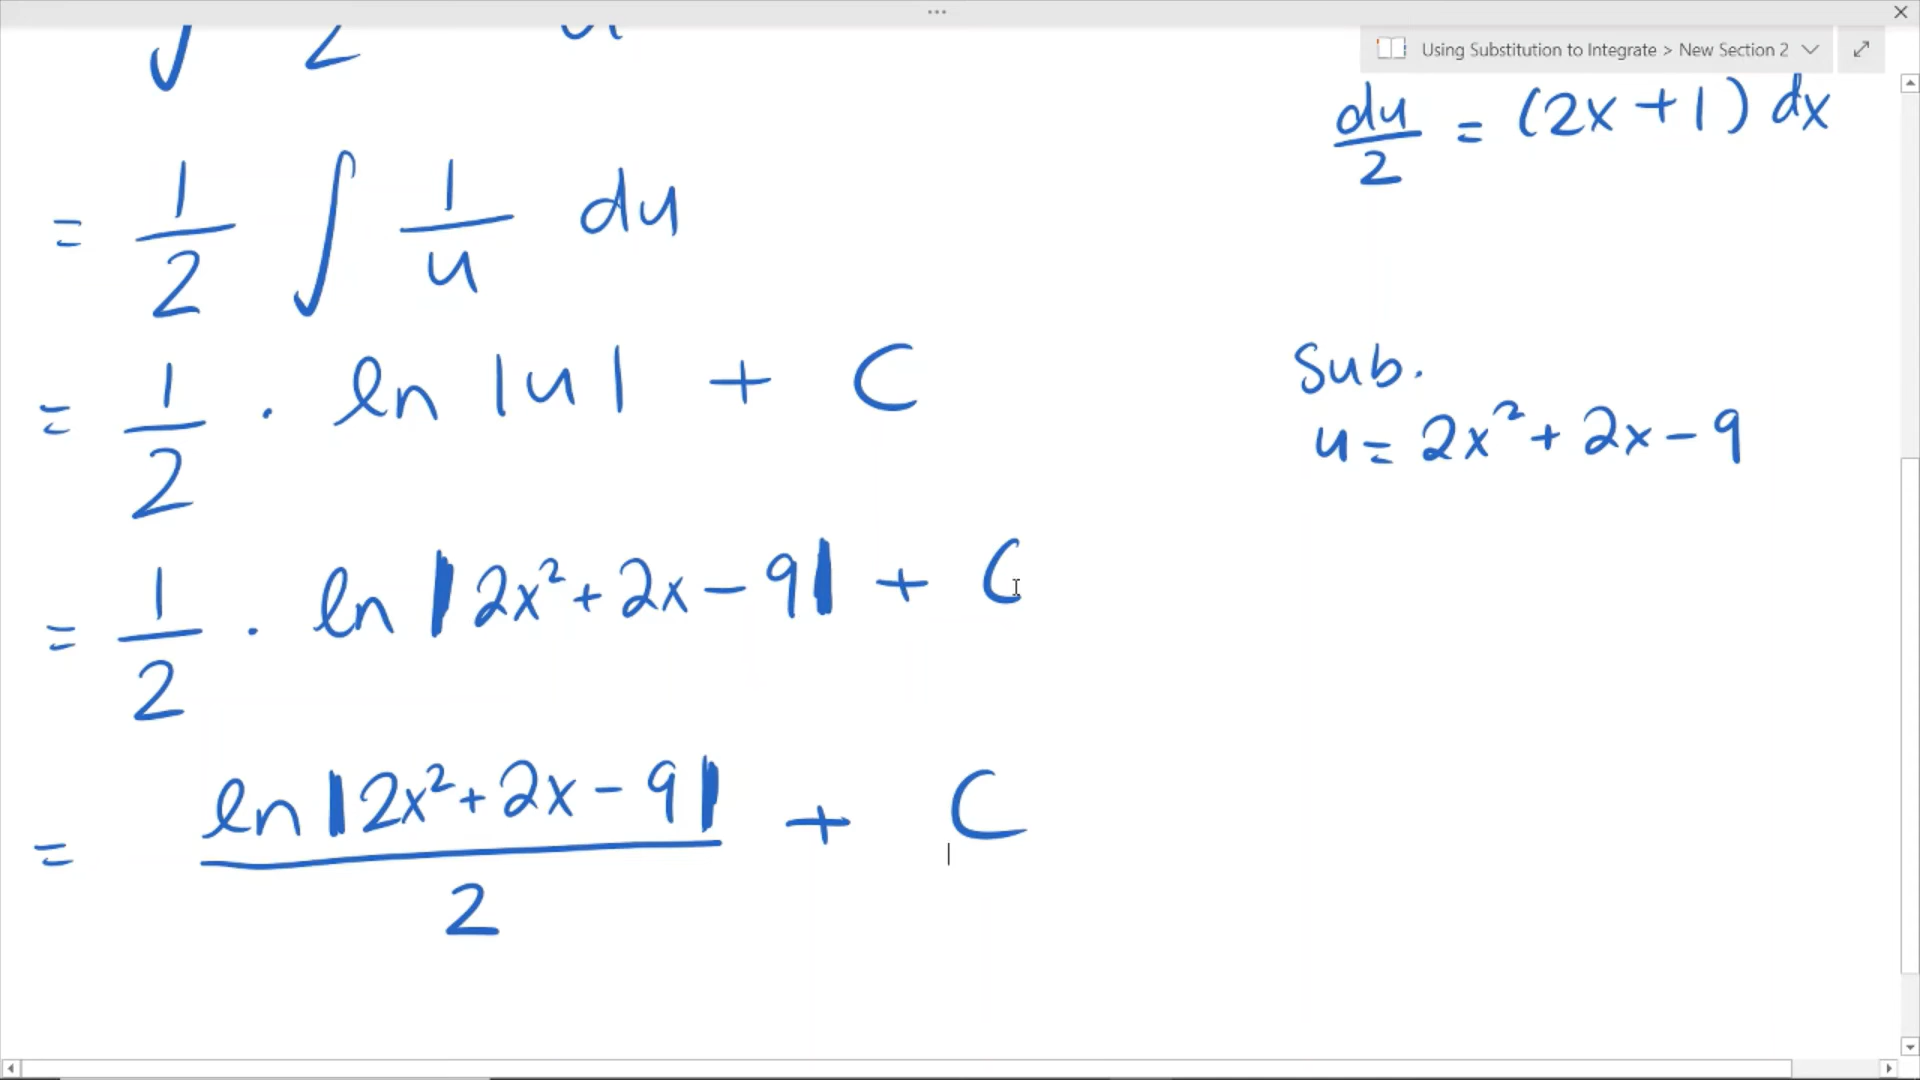 Using Substitution to Integrate > New Section 2
du/2 = (2x + 1) dx
= 1/2 ∫ 1/u du
= 1/2 · ln |u| + C
Sub.
u = 2x² + 2x - 9
= 1/2 · ln |2x² + 2x - 9| + C
= ln |2x² + 2x - 9| / 2 + C